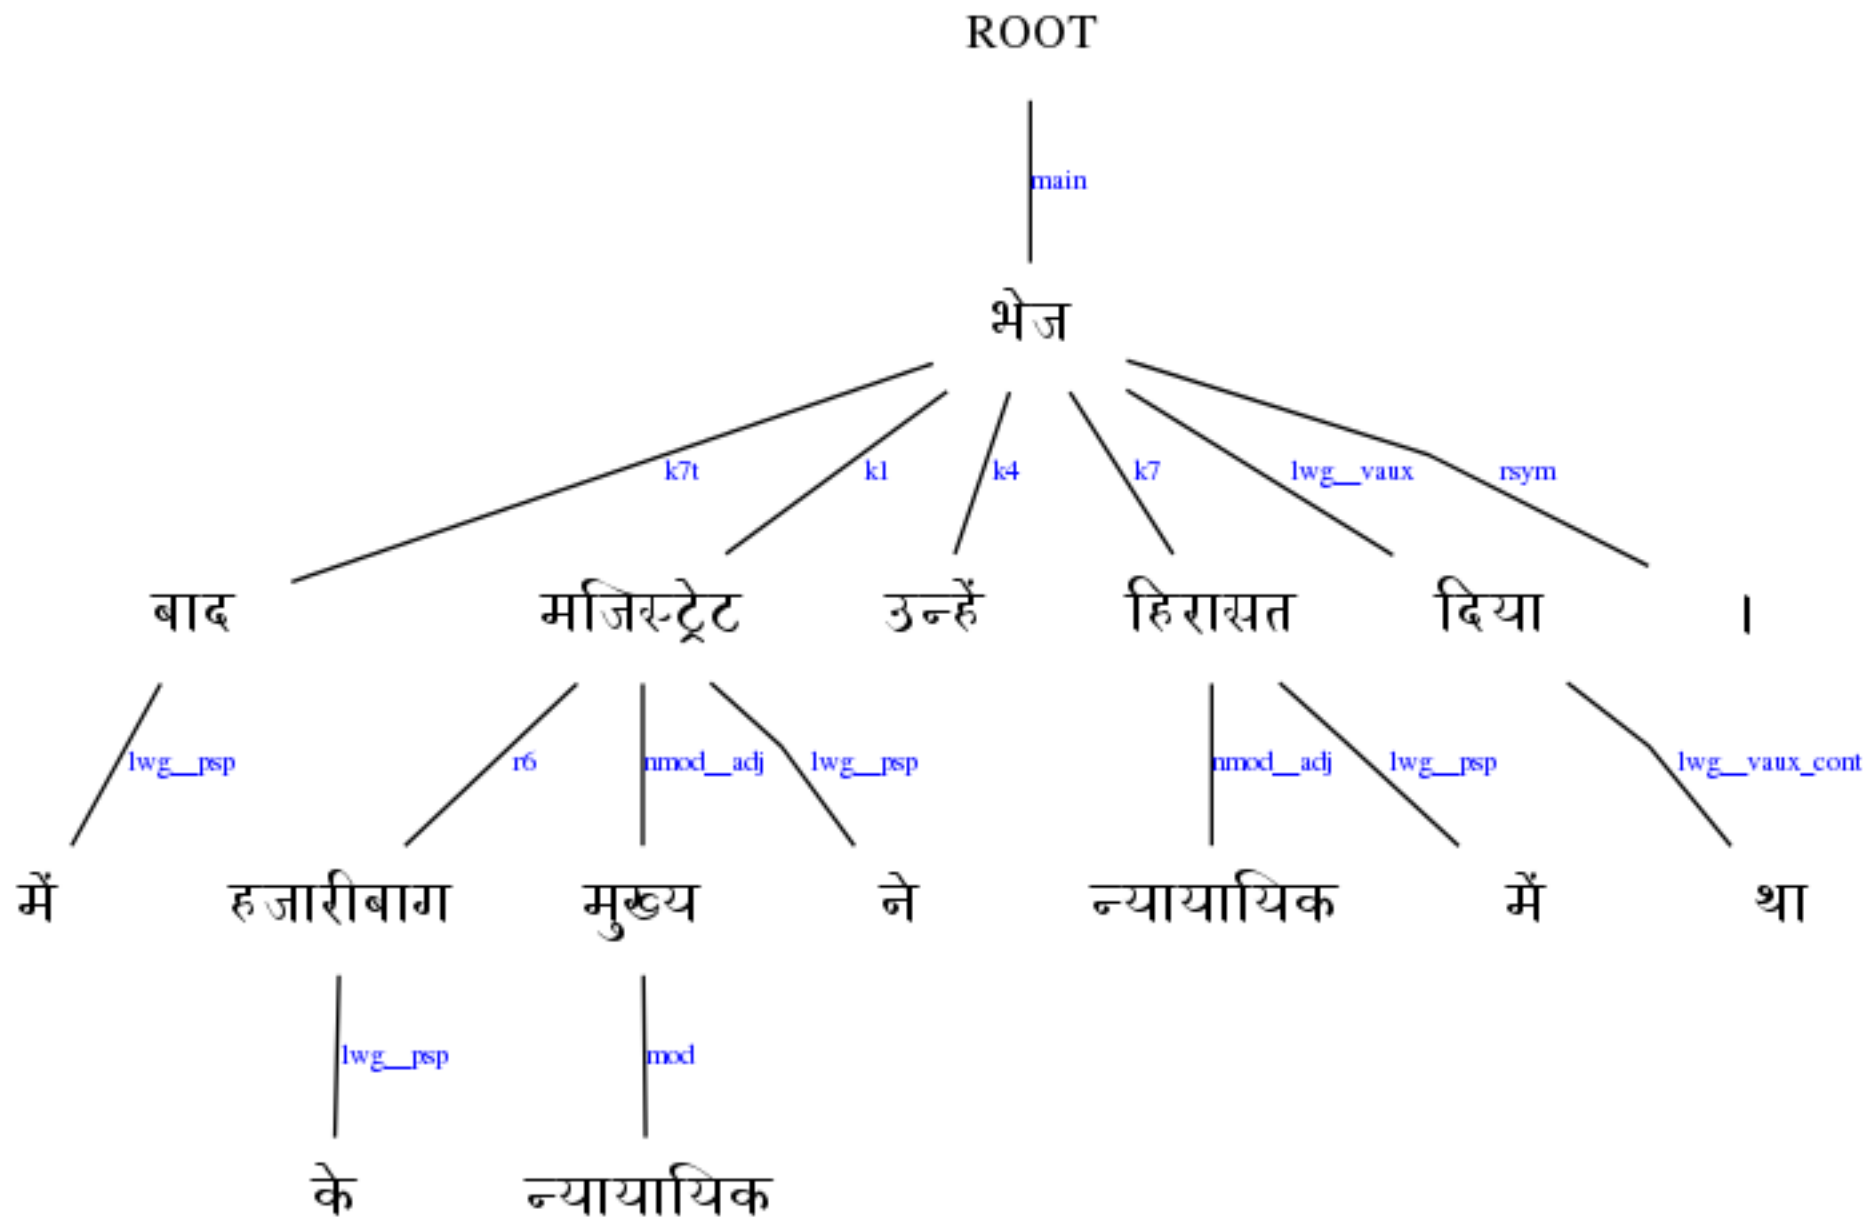 ROOT
main
भेज
k7t k1 k4 k7 lwg__vaux rsym
बाद मजिस्ट्रेट उन्हें हिरासत दिया ।
lwg__psp r6 nmod__adj lwg__psp nmod__adj lwg__psp lwg__vaux_cont
में हजारीबाग मुख्य ने न्यायायिक में था
lwg__psp mod
के न्यायायिक